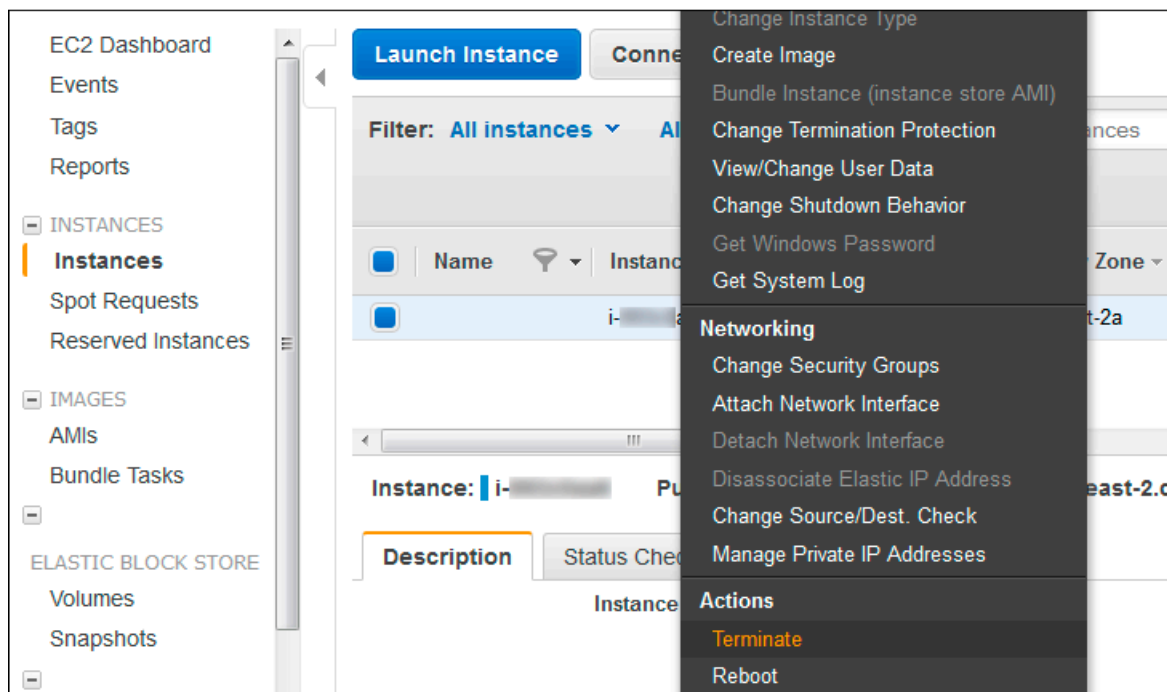 EC2 Dashboard
Events
Tags
Reports
INSTANCES
Instances
Spot Requests
Reserved Instances
IMAGES
AMIs
Bundle Tasks
ELASTIC BLOCK STORE
Volumes
Snapshots
Launch Instance
Conne
Filter: All instances
Al
ances
Name
Instanc
Zone
i-
t-2a
Instance: i-
Pu
east-2.c
Description
Status Chec
Instance
Change Instance Type
Create Image
Bundle Instance (instance store AMI)
Change Termination Protection
View/Change User Data
Change Shutdown Behavior
Get Windows Password
Get System Log
Networking
Change Security Groups
Attach Network Interface
Detach Network Interface
Disassociate Elastic IP Address
Change Source/Dest. Check
Manage Private IP Addresses
Actions
Terminate
Reboot